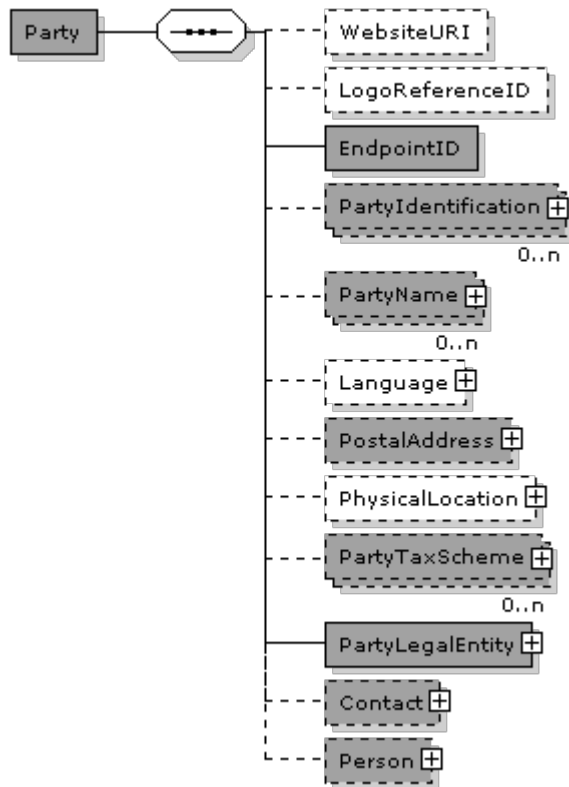 Party
WebsiteURI
LogoReferenceID
EndpointID
PartyIdentification
0..n
PartyName
0..n
Language
PostalAddress
PhysicalLocation
PartyTaxScheme
0..n
PartyLegalEntity
Contact
Person